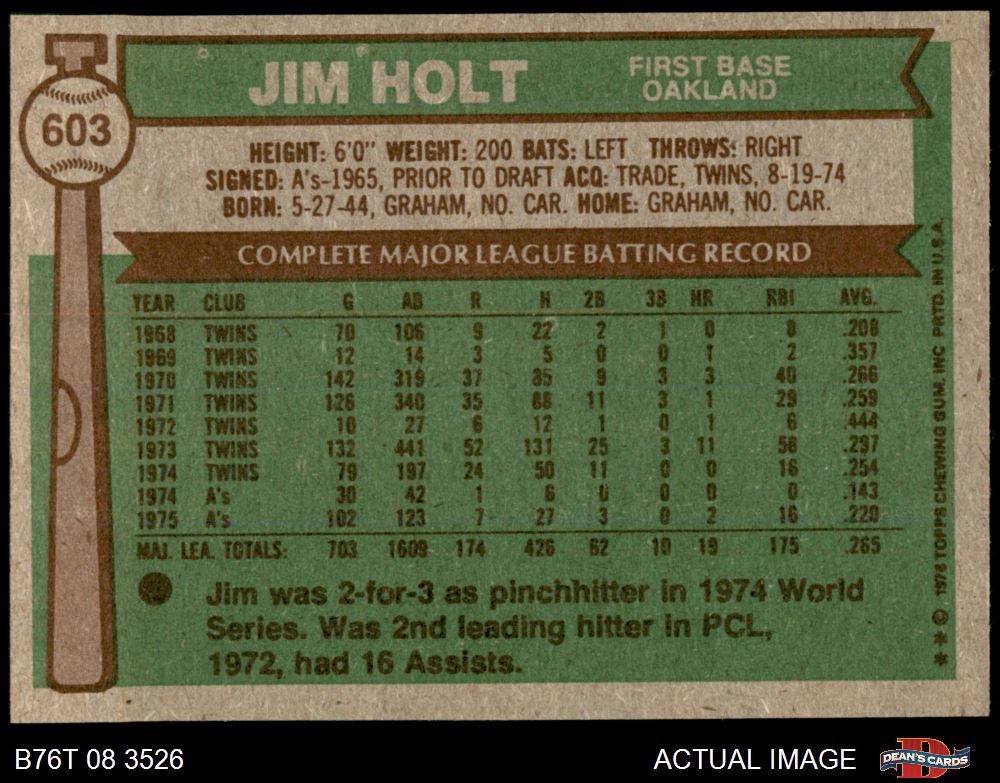 JIM HOLT
FIRST BASE
OAKLAND
603
HEIGHT: 6'0" WEIGHT: 200 BATS: LEFT THROWS: RIGHT
SIGNED: A's-1965, PRIOR TO DRAFT ACQ: TRADE, TWINS, 8-19-74
BORN: 5-27-44, GRAHAM, NO. CAR. HOME: GRAHAM, NO. CAR.
COMPLETE MAJOR LEAGUE BATTING RECORD
YEAR CLUB G AB R H 2B 3B HR RBI AVG.
1968 TWINS 70 106 9 22 2 1 0 8 .208
1969 TWINS 12 14 3 5 0 0 1 2 .357
1970 TWINS 142 319 37 85 9 3 3 40 .266
1971 TWINS 126 340 35 88 11 3 1 29 .259
1972 TWINS 10 27 6 12 1 0 1 6 .444
1973 TWINS 132 441 52 131 25 3 11 58 .297
1974 TWINS 79 197 24 50 11 0 0 16 .254
1974 A's 30 42 1 6 0 0 0 0 .143
1975 A's 102 123 7 27 3 0 2 16 .220
MAJ. LEA. TOTALS: 703 1609 174 426 62 10 19 175 .265
Jim was 2-for-3 as pinchhitter in 1974 World
Series. Was 2nd leading hitter in PCL,
1972, had 16 Assists.
** © 1976 TOPPS CHEWING GUM, INC PRTD. IN U.S.A.
B76T 08 3526
ACTUAL IMAGE
D
DEAN'S CARDS